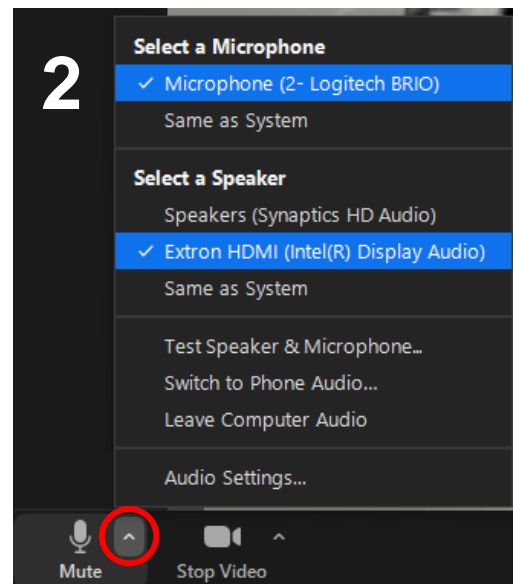 2
Select a Microphone
✓ Microphone (2- Logitech BRIO)
Same as System
Select a Speaker
Speakers (Synaptics HD Audio)
✓ Extron HDMI (Intel(R) Display Audio)
Same as System
Test Speaker & Microphone...
Switch to Phone Audio...
Leave Computer Audio
Audio Settings...
Mute Stop Video